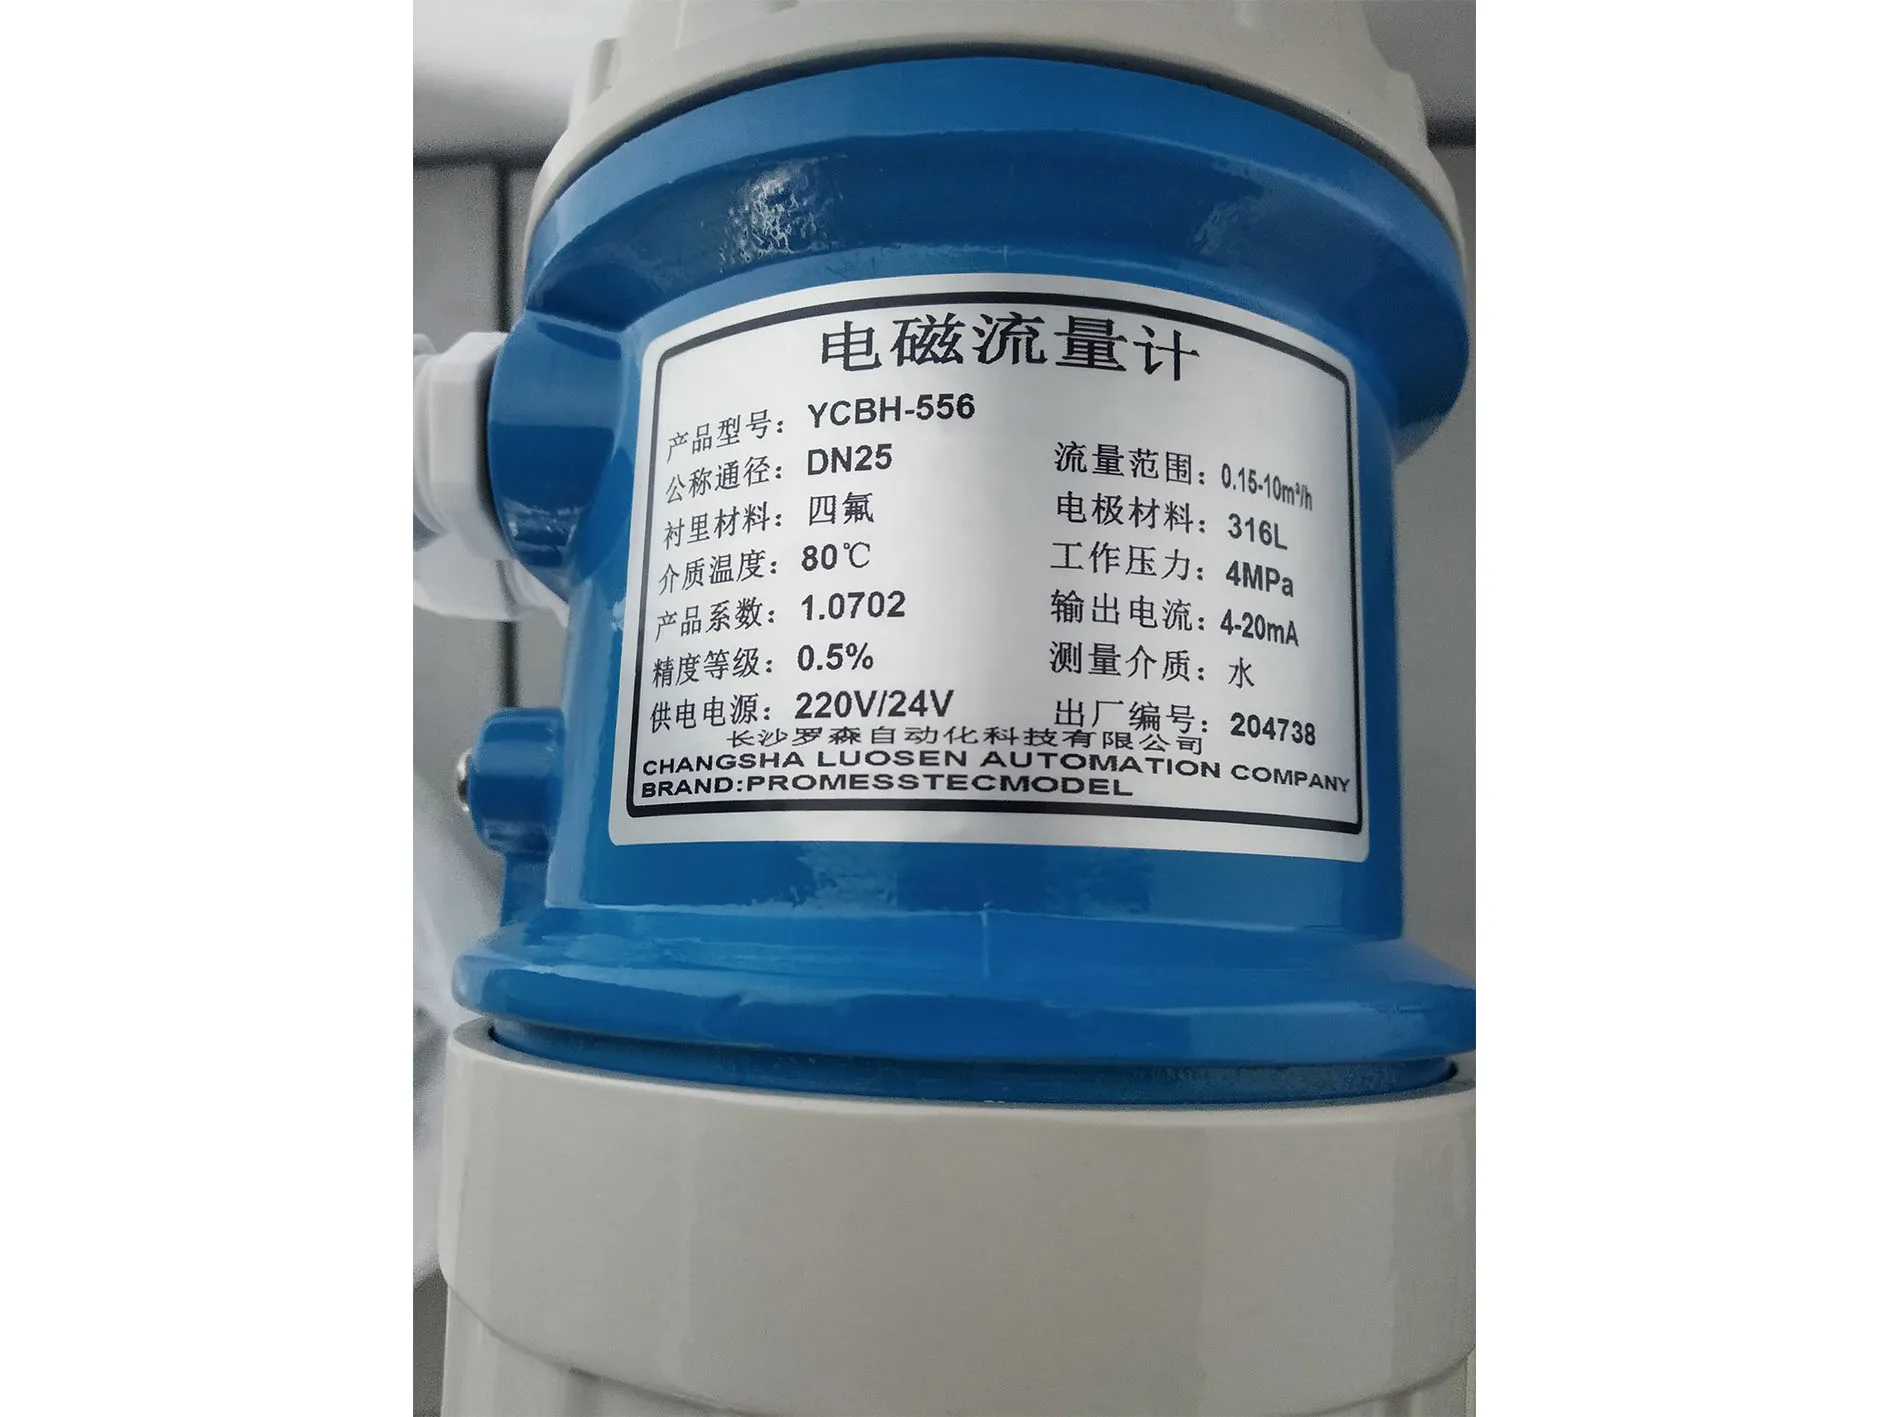 电磁流量计
产品型号：YCBH-556
公称通径：DN25 流量范围：0.15-10m³/h
衬里材料：四氟 电极材料：316L
介质温度：80℃ 工作压力：4MPa
产品系数：1.0702 输出电流：4-20mA
精度等级：0.5% 测量介质：水
供电电源：220V/24V 出厂编号：204738
长沙罗森自动化科技有限公司
CHANGSHA LUOSEN AUTOMATION COMPANY
BRAND:PROMESSTECMODEL